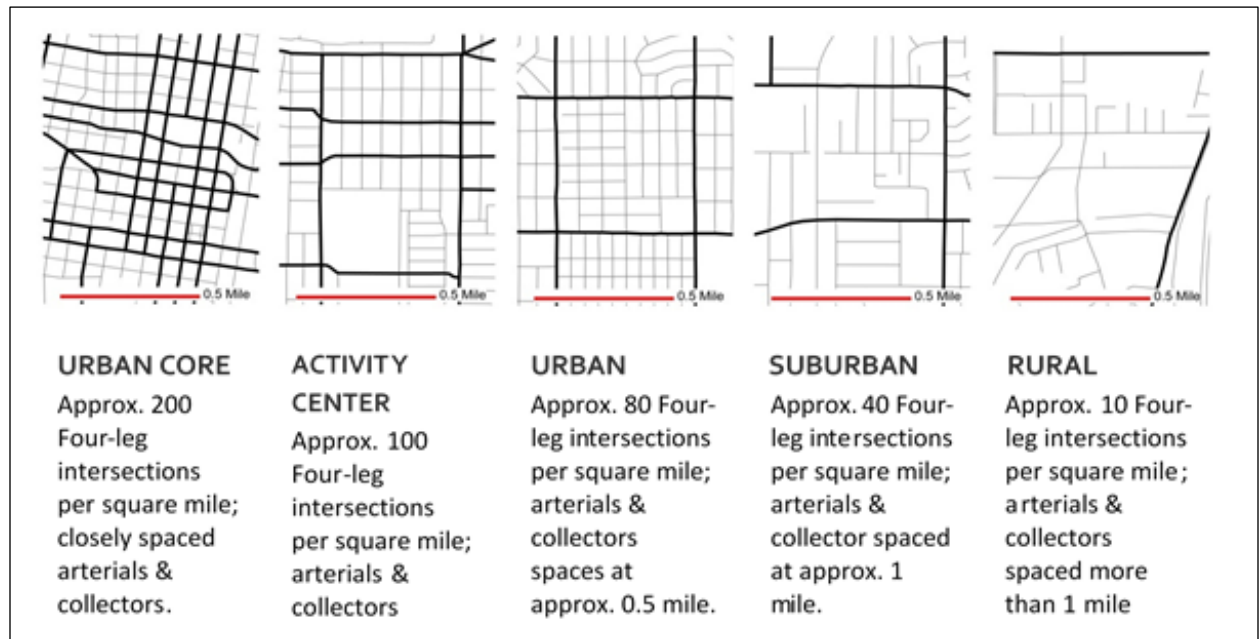 0.5 Mile
0.5 Mile
0.5 Mile
0.5 Mile
0.5 Mile
URBAN CORE
Approx. 200
Four-leg
intersections
per square mile;
closely spaced
arterials &
collectors.
ACTIVITY
CENTER
Approx. 100
Four-leg
intersections
per square mile;
arterials &
collectors
URBAN
Approx. 80 Four-
leg intersections
per square mile;
arterials &
collectors
spaces at
approx. 0.5 mile.
SUBURBAN
Approx. 40 Four-
leg intersections
per square mile;
arterials &
collector spaced
at approx. 1
mile.
RURAL
Approx. 10 Four-
leg intersections
per square mile;
arterials &
collectors
spaced more
than 1 mile